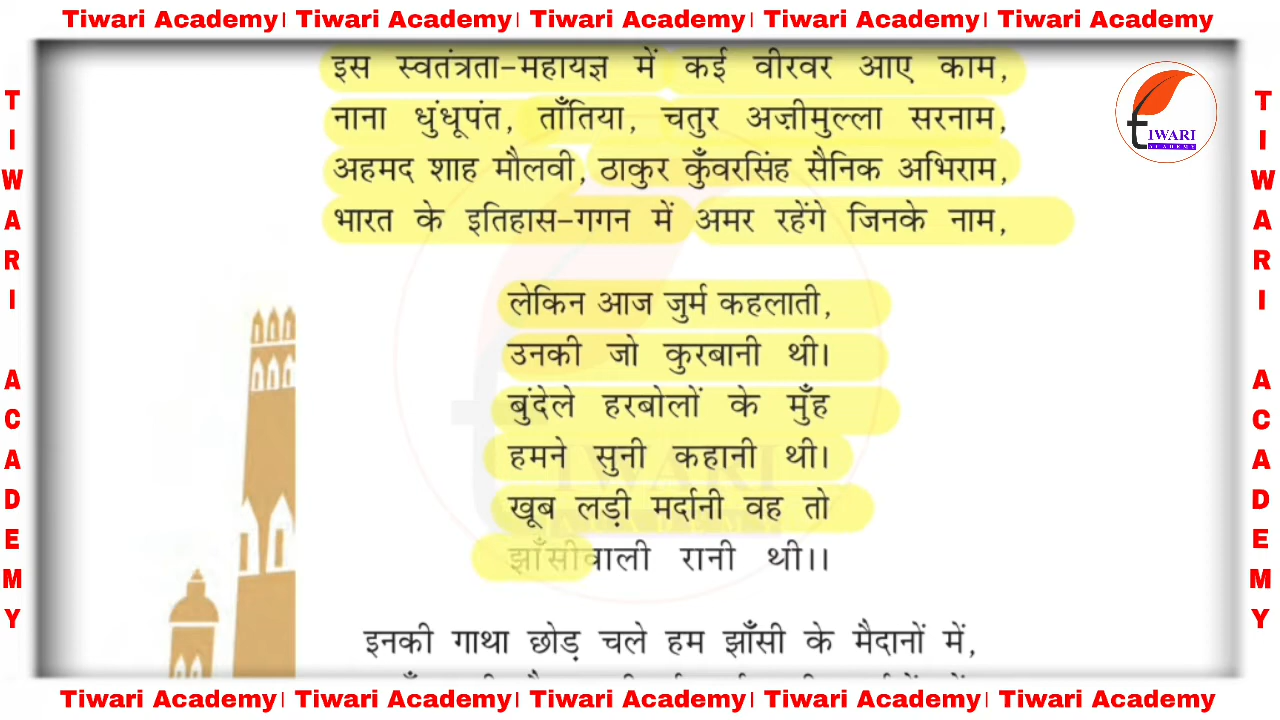 Tiwari Academy। Tiwari Academy। Tiwari Academy। Tiwari Academy। Tiwari Academy
इस स्वतंत्रता-महायज्ञ में कई वीरवर आए काम,
नाना धुंधूपंत, ताँतिया, चतुर अज़ीमुल्ला सरनाम,
अहमद शाह मौलवी, ठाकुर कुँवरसिंह सैनिक अभिराम,
भारत के इतिहास-गगन में अमर रहेंगे जिनके नाम,
लेकिन आज जुर्म कहलाती,
उनकी जो कुरबानी थी।
बुंदेले हरबोलों के मुँह
हमने सुनी कहानी थी।
खूब लड़ी मर्दानी वह तो
झाँसीवाली रानी थी।।
इनकी गाथा छोड़ चले हम झाँसी के मैदानों में,
TIWARI ACADEMY
TIWARI ACADEMY
TIWARI
ACADEMY
TIWARI
ACADEMY
Tiwari Academy। Tiwari Academy। Tiwari Academy। Tiwari Academy। Tiwari Academy